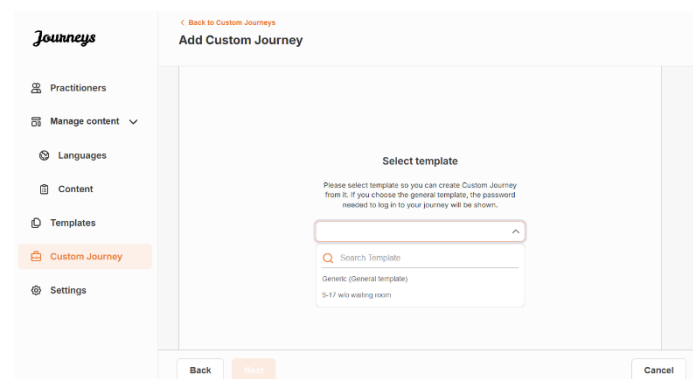 Journeys
Practitioners
Manage content
Languages
Content
Templates
Custom Journey
Settings
Back to Custom Journeys
Add Custom Journey
Select template
Please select template so you can create Custom Journey
from it. If you choose the general template, the password
needed to log in to your journey will be shown.
Search Template
Generic (General template)
5-17 w/o waiting room
Back
Next
Cancel